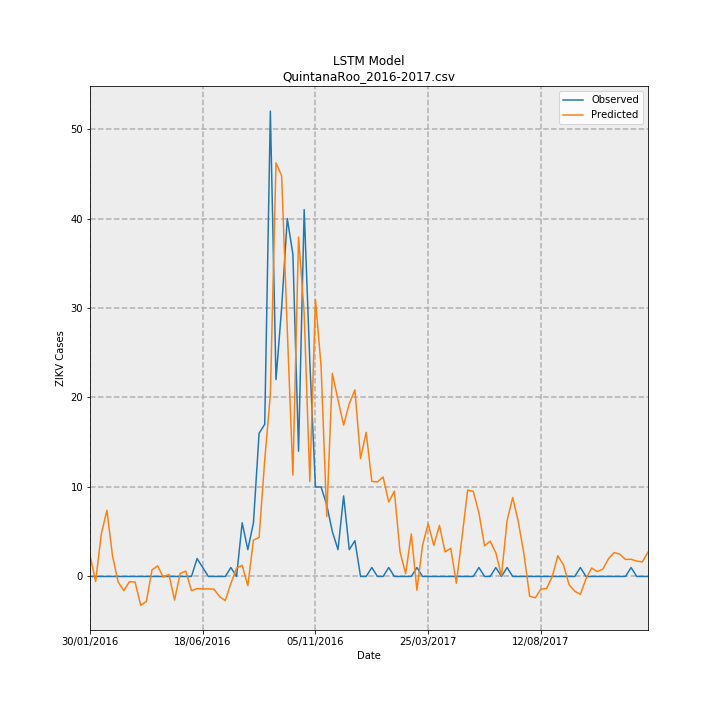 LSTM Model
QuintanaRoo_2016-2017.csv
Observed
Predicted
50
40
30
20
10
0
ZIKV Cases
30/01/2016
18/06/2016
05/11/2016
25/03/2017
12/08/2017
Date